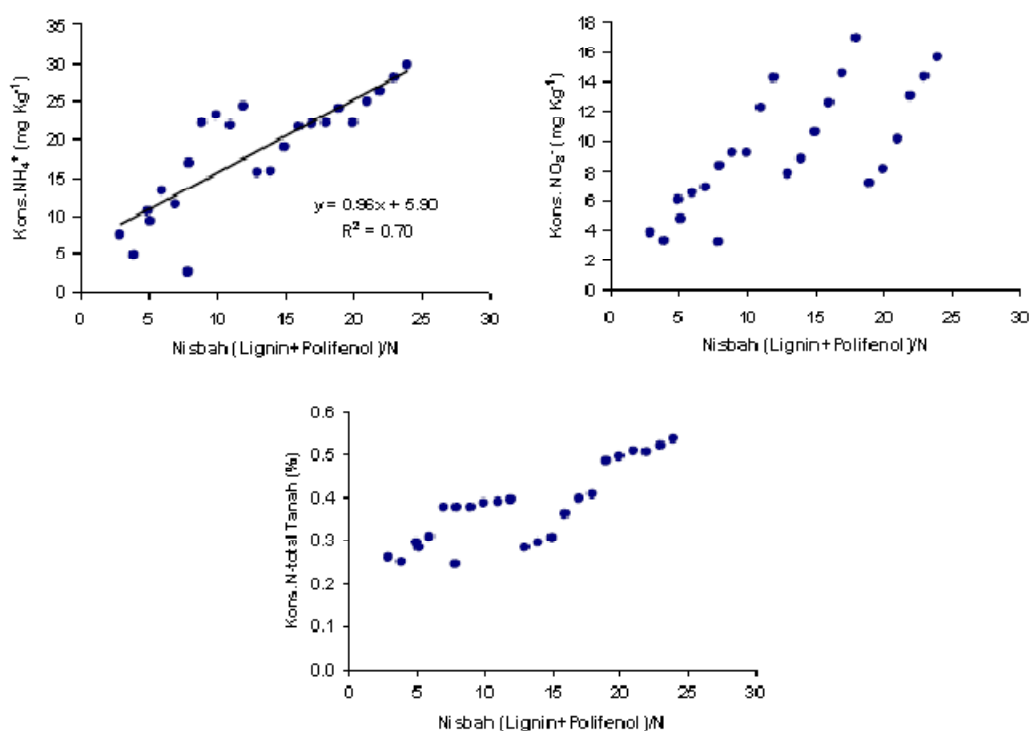 35
30
25
20
15
10
5
0
Kons.NH₄⁺ (mg Kg⁻¹)
y = 0.96x + 5.90
R² = 0.70
0 5 10 15 20 25 30
Nisbah (Lignin+Polifenol)/N
18
16
14
12
10
8
6
4
2
0
Kons.NO₃⁻ (mg Kg⁻¹)
0 5 10 15 20 25 30
Nisbah (Lignin+Polifenol)/N
0.6
0.5
0.4
0.3
0.2
0.1
0.0
Kons.N-total Tanah (%)
0 5 10 15 20 25 30
Nisbah (Lignin+Polifenol)/N